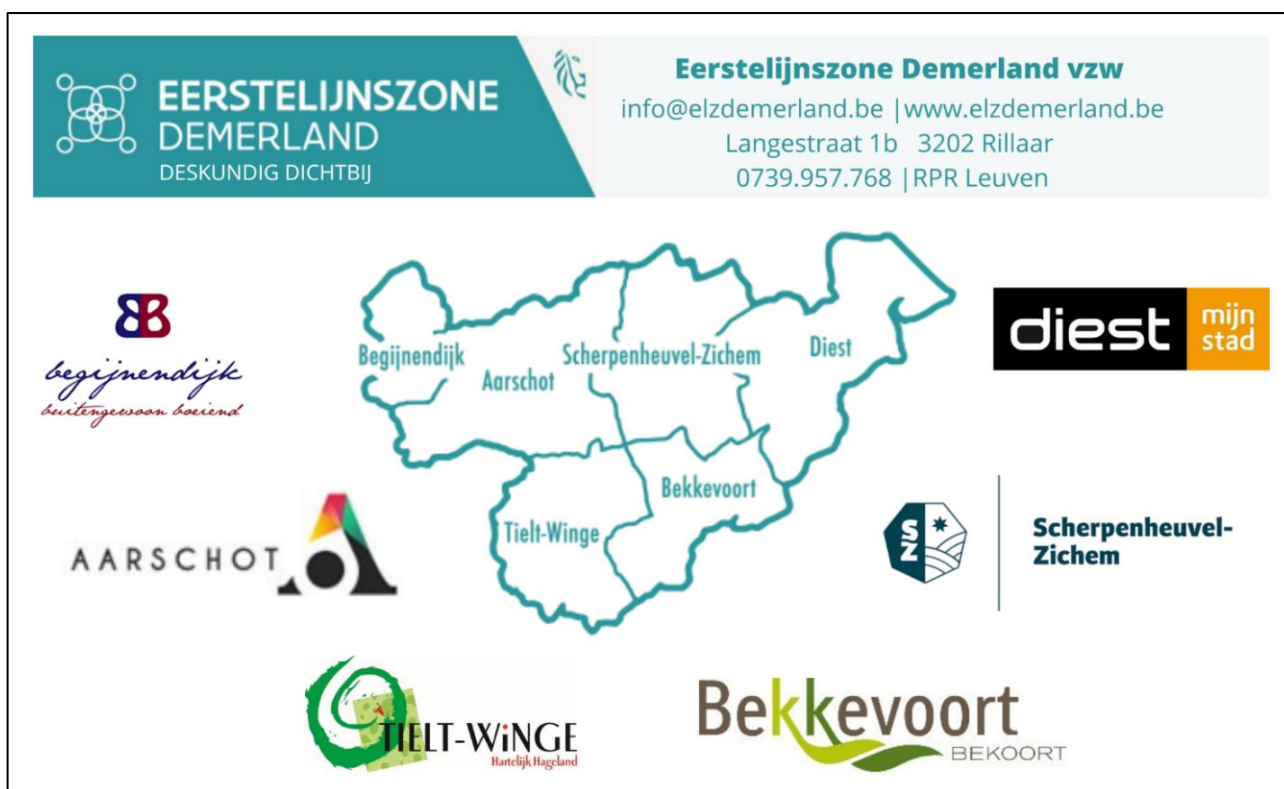 EERSTELIJNSZONE
DEMERLAND
DESKUNDIG DICHTBIJ
Eerstelijnszone Demerland vzw
info@elzdemerland.be |www.elzdemerland.be
Langestraat 1b 3202 Rillaar
0739.957.768 |RPR Leuven
BB
begijnendijk
buitengewoon boeiend
Begijnendijk
Aarschot
Scherpenheuvel-Zichem
Diest
Bekkevoort
Tielt-Winge
diest
mijn
stad
AARSCHOT
SZ
Scherpenheuvel-
Zichem
TIELT-WiNGE
Hartelijk Hageland
Bekkevoort
BEKOORT